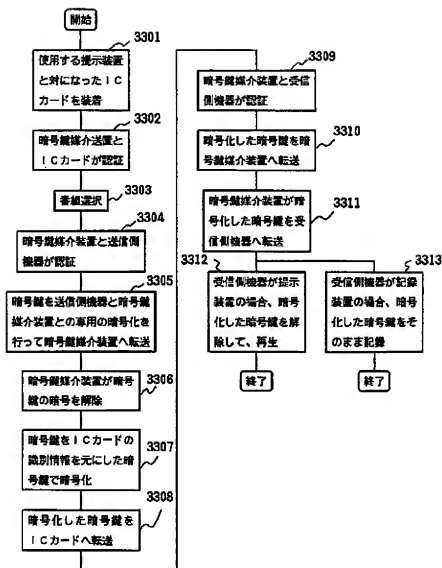 開始
3301
使用する提示装置
と対になったＩＣ
カードを装着
3302
暗号鍵媒介送置と
ＩＣカードが認証
3303
番組選択
3304
暗号鍵媒介装置と送信側
機器が認証
3305
暗号鍵を送信側機器と暗号鍵
媒介装置との専用の暗号化を
行って暗号鍵媒介装置へ転送
3306
暗号鍵媒介装置が暗号
鍵の暗号を解除
3307
暗号鍵をＩＣカードの
識別情報を元にした暗号
鍵で暗号化
3308
暗号化した暗号鍵を
ＩＣカードへ転送
3309
暗号鍵媒介装置と受信
側機器が認証
3310
暗号化した暗号鍵を暗
号鍵媒介装置へ転送
3311
暗号鍵媒介装置が暗
号化した暗号鍵を受
信側機器へ転送
3312
受信側機器が提示
装置の場合、暗号
化した暗号鍵を解
除して、再生
終了
3313
受信側機器が記録
装置の場合、暗号
化した暗号鍵をそ
のまま記録
終了